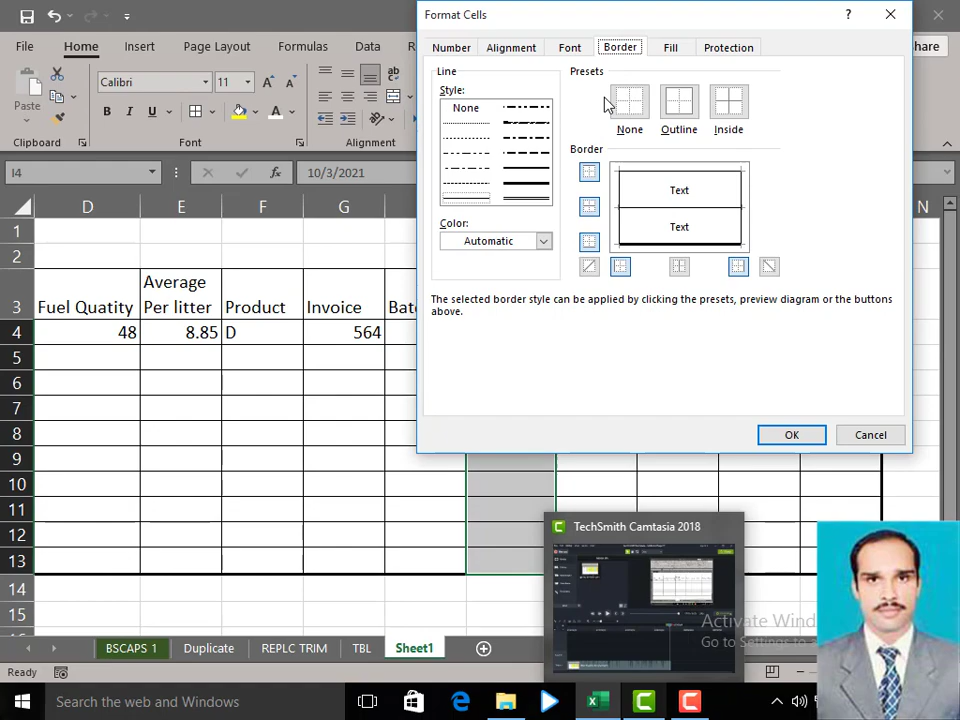 Format Cells
?
File Home Insert Page Layout Formulas Data
hare
Number Alignment Font Border Fill Protection
Calibri 11
Paste
B I U A
Clipboard Font Alignment
Line
Style:
None
Color:
Automatic
Presets
None Outline Inside
Border
Text
Text
The selected border style can be applied by clicking the presets, preview diagram or the buttons
above.
OK Cancel
I4 fx 10/3/2021
D E F G N
1
2
3 Fuel Quatity Average
Per litter Product Invoice
4 48 8.85 D 564
5
6
7
8
9
10
11
12
13
14
15
TechSmith Camtasia 2018
Activate Wind
Go to Settings to a
BSCAPS 1 Duplicate REPLC TRIM TBL Sheet1
Ready
Search the web and Windows